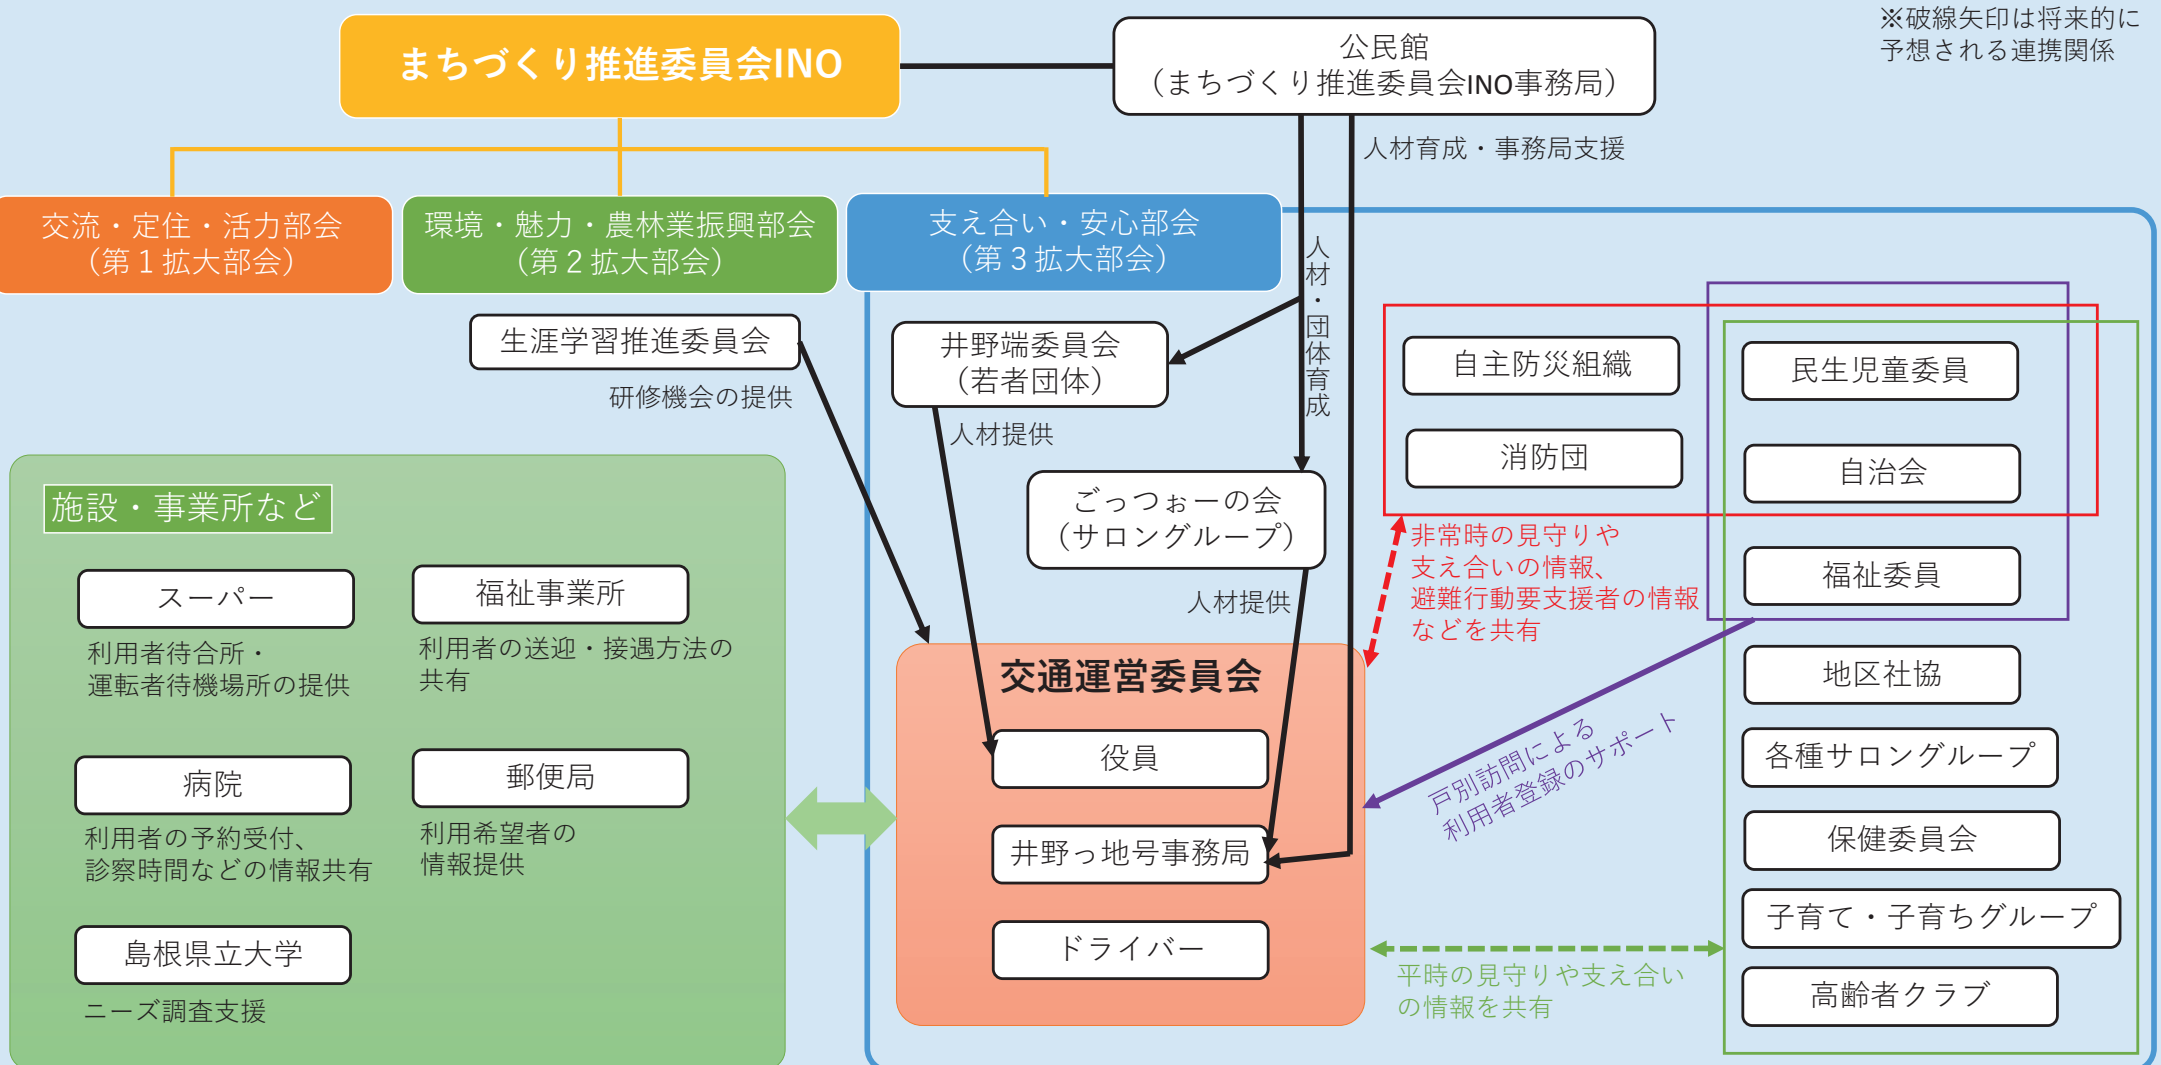 ※破線矢印は将来的に
予想される連携関係
まちづくり推進委員会INO
公民館
（まちづくり推進委員会INO事務局）
人材育成・事務局支援
交流・定住・活力部会
（第１拡大部会）
環境・魅力・農林業振興部会
（第２拡大部会）
支え合い・安心部会
（第３拡大部会）
人材・団体育成
生涯学習推進委員会
研修機会の提供
井野端委員会
（若者団体）
人材提供
ごっつぉーの会
（サロングループ）
人材提供
自主防災組織
消防団
民生児童委員
自治会
福祉委員
地区社協
各種サロングループ
保健委員会
子育て・子育ちグループ
高齢者クラブ
非常時の見守りや
支え合いの情報、
避難行動要支援者の情報
などを共有
戸別訪問による
利用者登録のサポート
平時の見守りや支え合い
の情報を共有
施設・事業所など
スーパー
利用者待合所・
運転者待機場所の提供
福祉事業所
利用者の送迎・接遇方法の
共有
病院
利用者の予約受付、
診察時間などの情報共有
郵便局
利用希望者の
情報提供
島根県立大学
ニーズ調査支援
交通運営委員会
役員
井野っ地号事務局
ドライバー